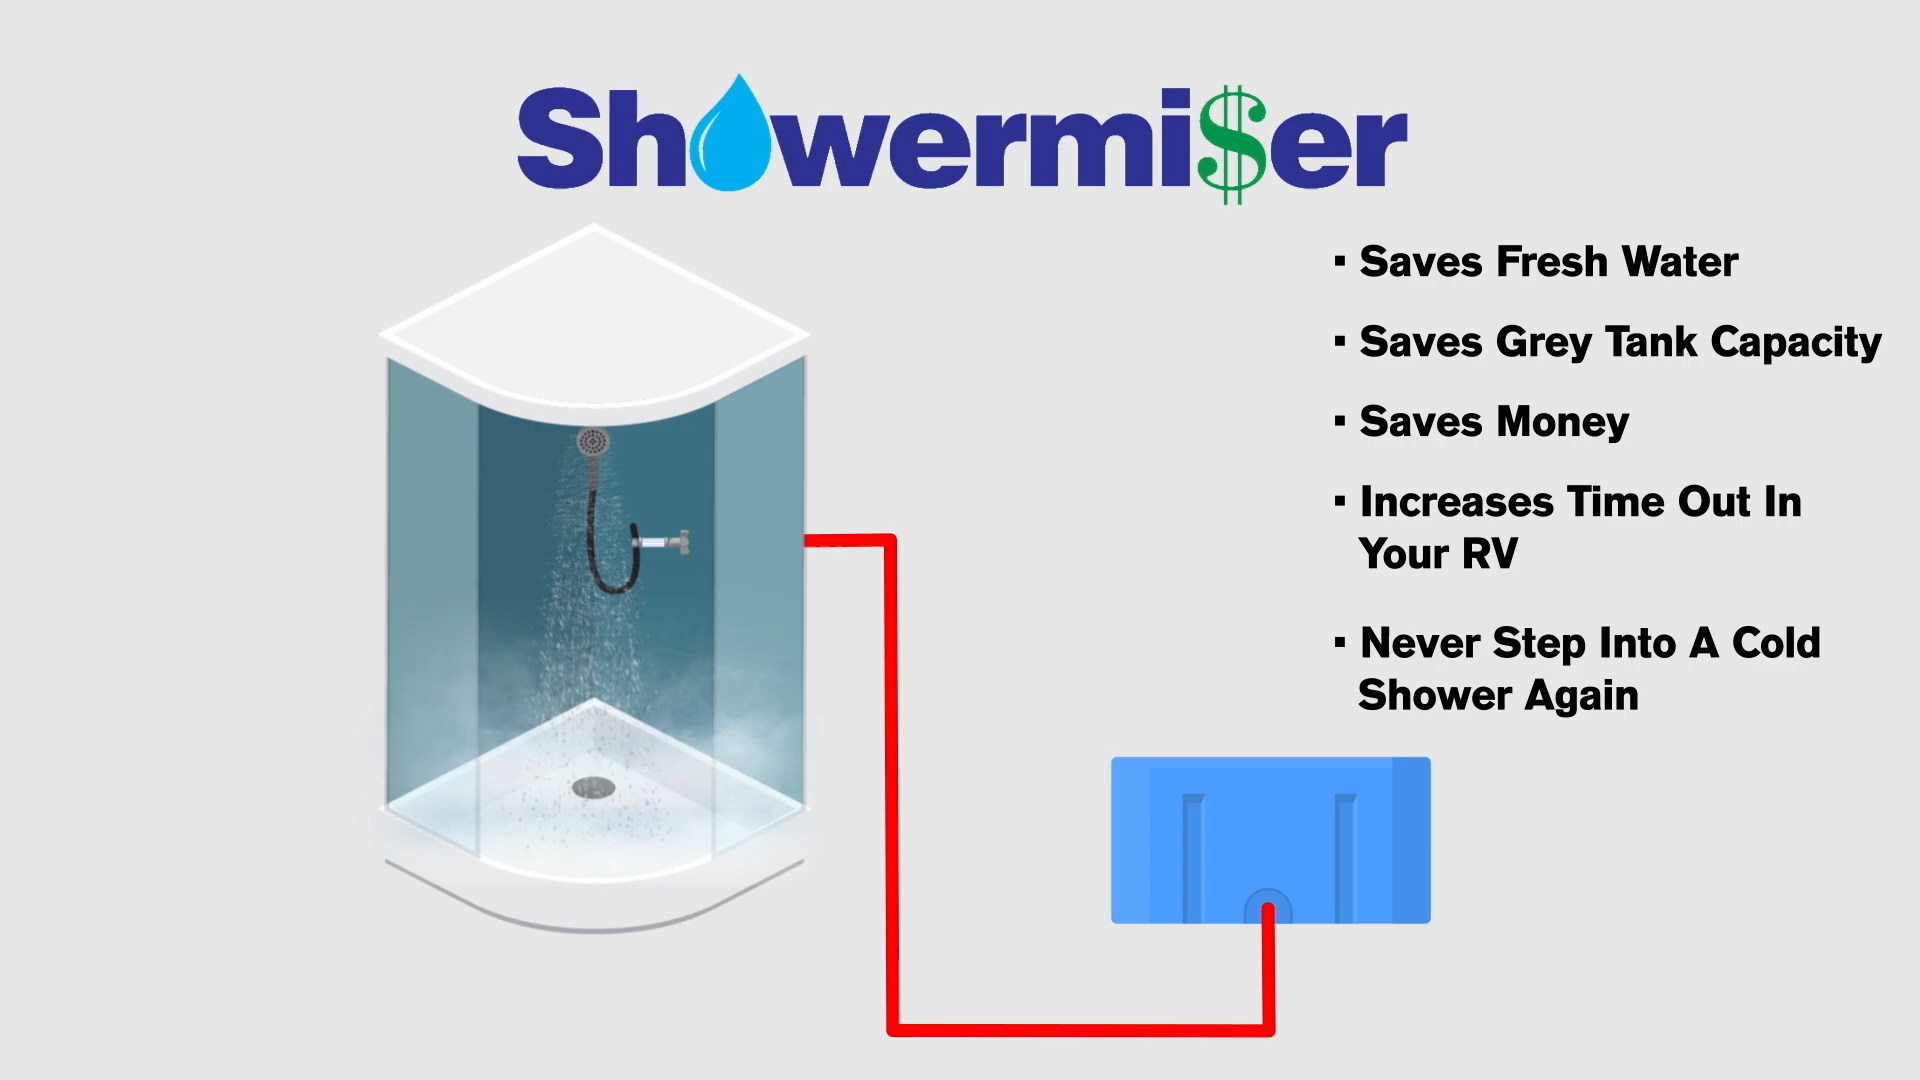 Showermi$er
▪ Saves Fresh Water
▪ Saves Grey Tank Capacity
▪ Saves Money
▪ Increases Time Out In
Your RV
▪ Never Step Into A Cold
Shower Again